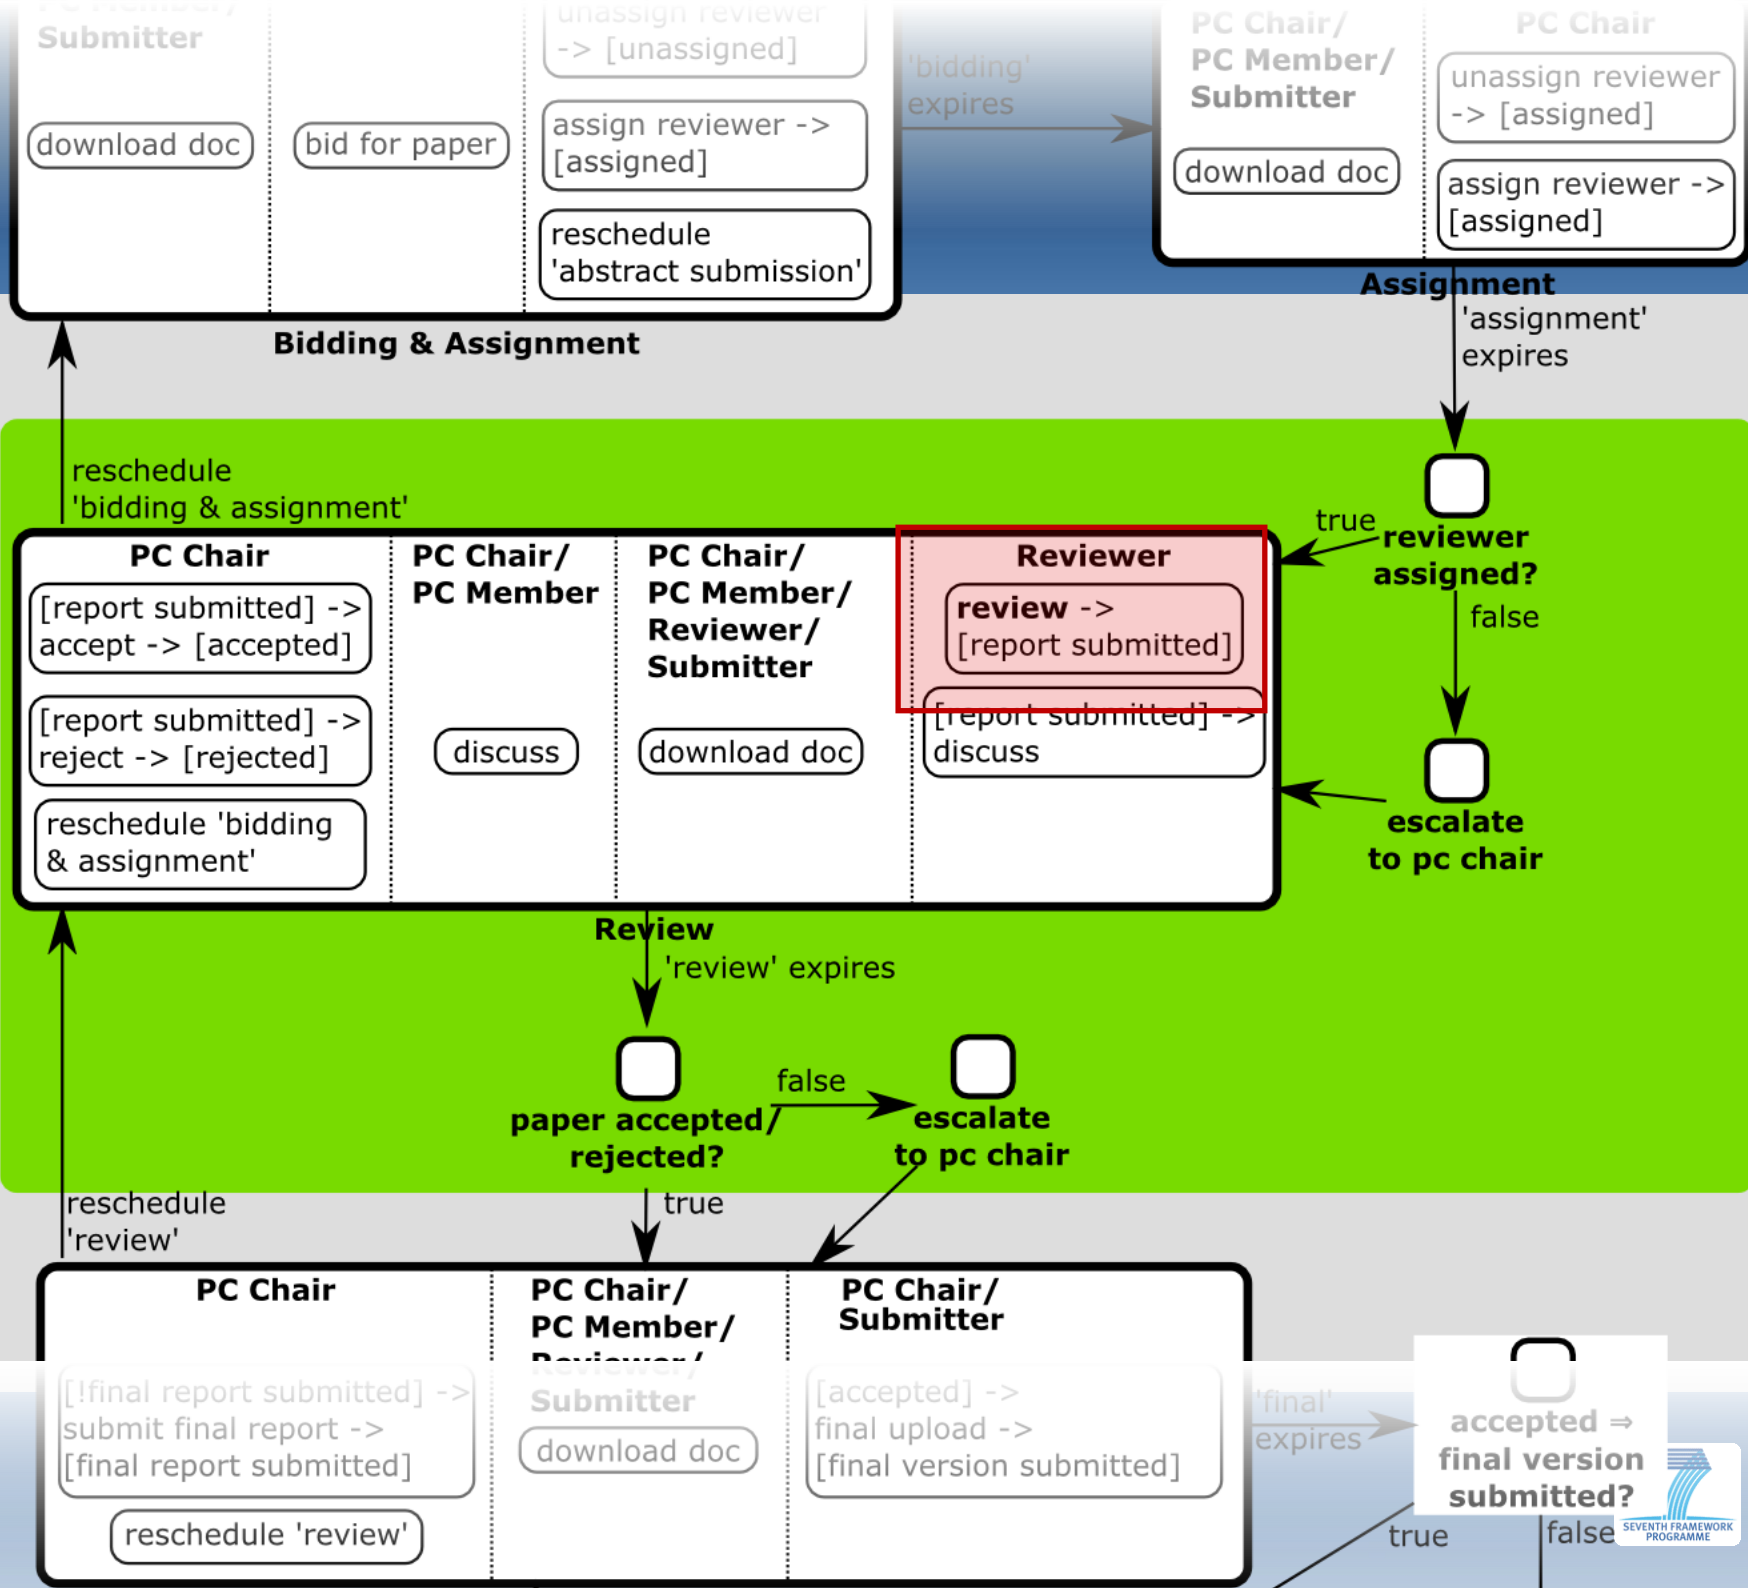 PC Member/
Submitter
download doc
bid for paper
unassign reviewer
-> [unassigned]
assign reviewer ->
[assigned]
reschedule
'abstract submission'
Bidding & Assignment
'bidding'
expires
PC Chair/
PC Member/
Submitter
download doc
PC Chair
unassign reviewer
-> [assigned]
assign reviewer ->
[assigned]
Assignment
'assignment'
expires
reschedule
'bidding & assignment'
PC Chair
[report submitted] ->
accept -> [accepted]
[report submitted] ->
reject -> [rejected]
reschedule 'bidding
& assignment'
PC Chair/
PC Member
discuss
PC Chair/
PC Member/
Reviewer/
Submitter
download doc
Reviewer
review ->
[report submitted]
[report submitted] ->
discuss
true
reviewer
assigned?
false
escalate
to pc chair
Review
'review' expires
paper accepted/
rejected?
false
escalate
to pc chair
true
reschedule
'review'
PC Chair
[!final report submitted] ->
submit final report ->
[final report submitted]
reschedule 'review'
PC Chair/
PC Member/
Reviewer/
Submitter
download doc
PC Chair/
Submitter
[accepted] ->
final upload ->
[final version submitted]
'final'
expires
accepted ⇒
final version
submitted?
true
false
SEVENTH FRAMEWORK
PROGRAMME